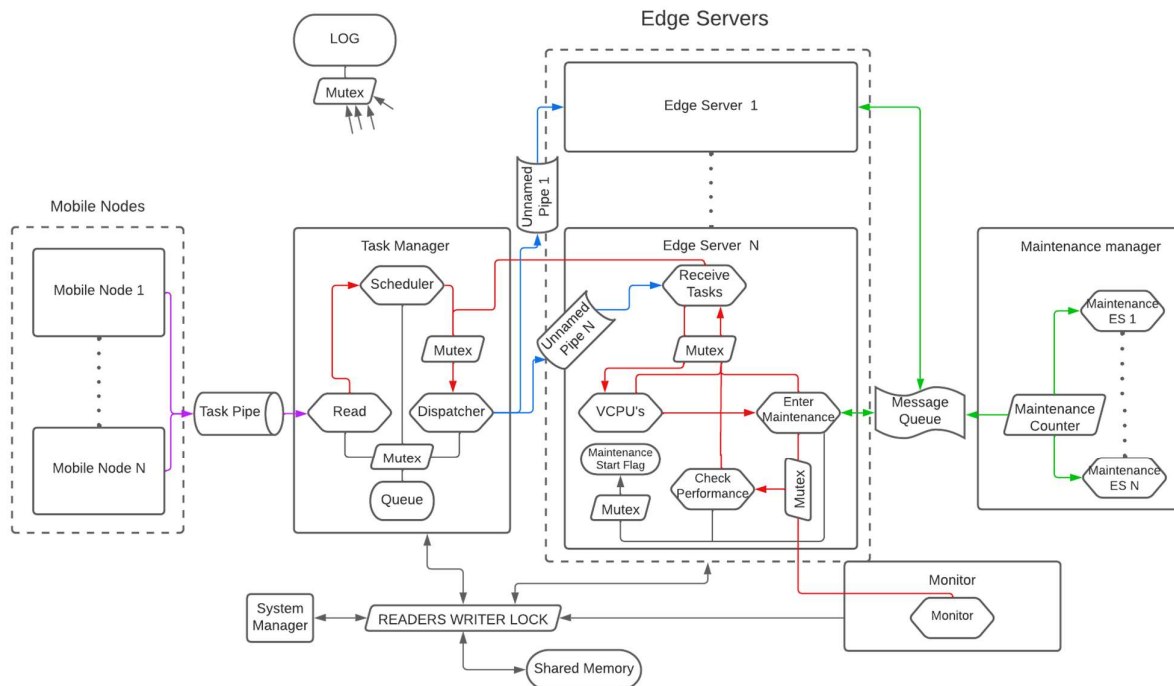 Edge Servers
LOG
Mutex
Edge Server 1
Unnamed
Pipe 1
Mobile Nodes
Mobile Node 1
Mobile Node N
Task Pipe
Task Manager
Scheduler
Mutex
Read
Dispatcher
Mutex
Queue
Unnamed
Pipe N
Edge Server N
Receive
Tasks
Mutex
VCPU's
Enter
Maintenance
Maintenance
Start Flag
Check
Performance
Mutex
Mutex
Message
Queue
Maintenance manager
Maintenance
ES 1
Maintenance
Counter
Maintenance
ES N
System
Manager
READERS WRITER LOCK
Shared Memory
Monitor
Monitor